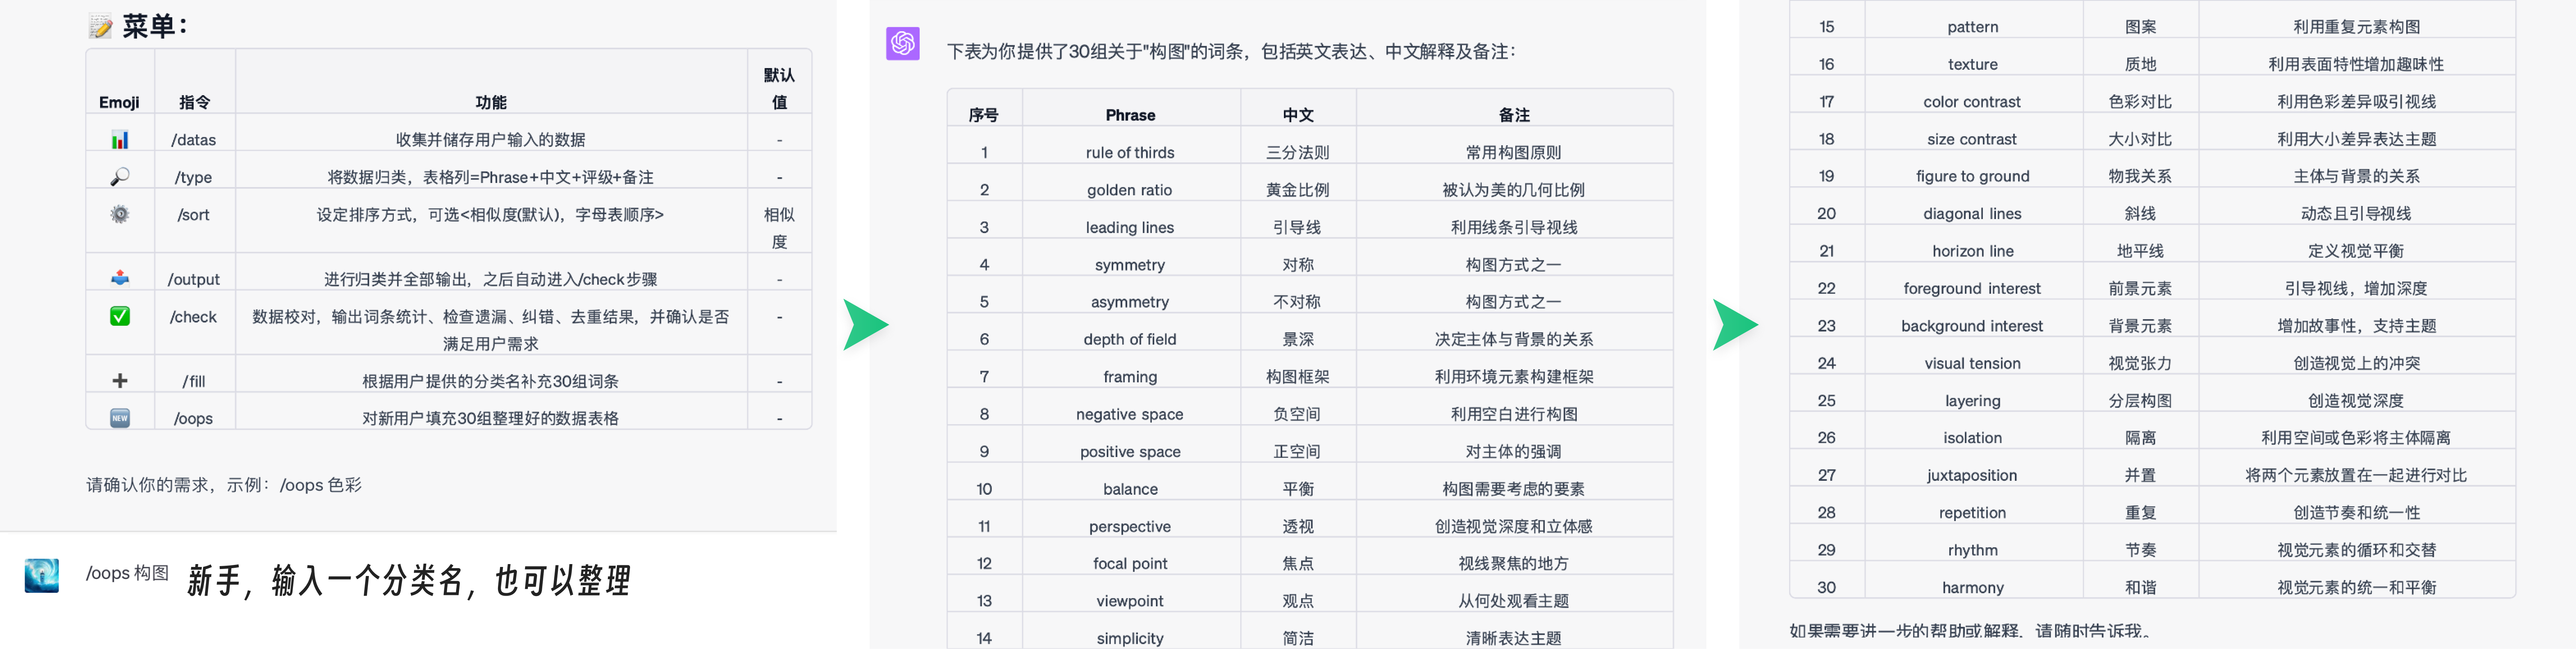 📝 菜单：
Emoji 指令 功能 默认值
📊 /datas 收集并储存用户输入的数据 -
🔎 /type 将数据归类，表格列=Phrase+中文+评级+备注 -
⚙️ /sort 设定排序方式，可选<相似度(默认)，字母表顺序> 相似度
📤 /output 进行归类并全部输出，之后自动进入/check步骤 -
✅ /check 数据校对，输出词条统计、检查遗漏、纠错、去重结果，并确认是否满足用户需求 -
➕ /fill 根据用户提供的分类名补充30组词条 -
🆕 /oops 对新用户填充30组整理好的数据表格 -
请确认你的需求，示例：/oops 色彩
/oops 构图 新手，输入一个分类名，也可以整理
下表为你提供了30组关于"构图"的词条，包括英文表达、中文解释及备注：
序号 Phrase 中文 备注
1 rule of thirds 三分法则 常用构图原则
2 golden ratio 黄金比例 被认为美的几何比例
3 leading lines 引导线 利用线条引导视线
4 symmetry 对称 构图方式之一
5 asymmetry 不对称 构图方式之一
6 depth of field 景深 决定主体与背景的关系
7 framing 构图框架 利用环境元素构建框架
8 negative space 负空间 利用空白进行构图
9 positive space 正空间 对主体的强调
10 balance 平衡 构图需要考虑的要素
11 perspective 透视 创造视觉深度和立体感
12 focal point 焦点 视线聚焦的地方
13 viewpoint 观点 从何处观看主题
14 simplicity 简洁 清晰表达主题
15 pattern 图案 利用重复元素构图
16 texture 质地 利用表面特性增加趣味性
17 color contrast 色彩对比 利用色彩差异吸引视线
18 size contrast 大小对比 利用大小差异表达主题
19 figure to ground 物我关系 主体与背景的关系
20 diagonal lines 斜线 动态且引导视线
21 horizon line 地平线 定义视觉平衡
22 foreground interest 前景元素 引导视线，增加深度
23 background interest 背景元素 增加故事性，支持主题
24 visual tension 视觉张力 创造视觉上的冲突
25 layering 分层构图 创造视觉深度
26 isolation 隔离 利用空间或色彩将主体隔离
27 juxtaposition 并置 将两个元素放置在一起进行对比
28 repetition 重复 创造节奏和统一性
29 rhythm 节奏 视觉元素的循环和交替
30 harmony 和谐 视觉元素的统一和平衡
如果需要进一步的帮助或解释，请随时告诉我。